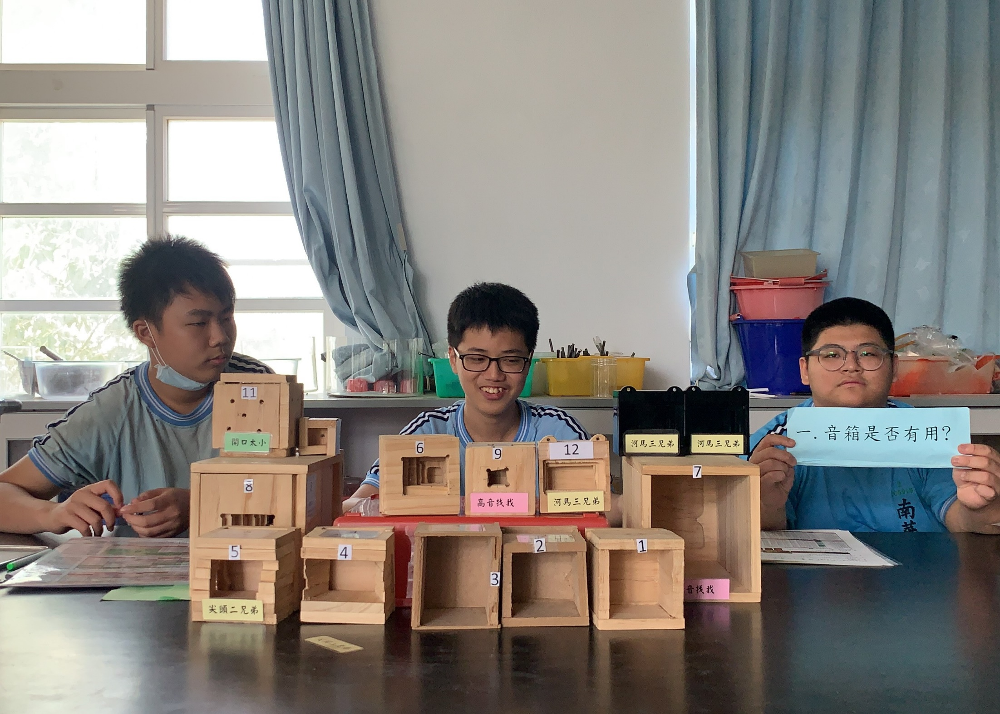 11
開口太小
一.音箱是否有用?
河馬三兄弟
河馬三兄弟
6
9
12
7
高音找我
河馬三兄弟
8
南
5
4
3
2
1
音找我
尖頭二兄弟